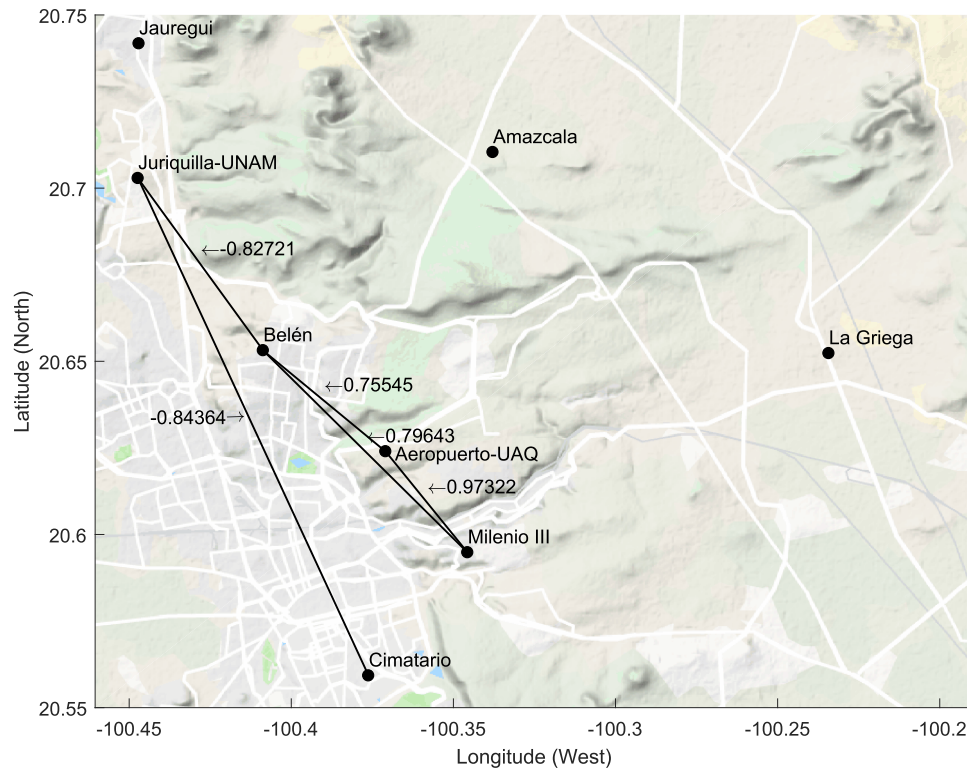 20.75
Jauregui
Amazcala
Juriquilla-UNAM
20.7
←-0.82721
Belén
La Griega
20.65
←0.75545
-0.84364→
←0.79643
Aeropuerto-UAQ
←0.97322
Milenio III
20.6
Cimatario
20.55
-100.45
-100.4
-100.35
-100.3
-100.25
-100.2
Longitude (West)
Latitude (North)